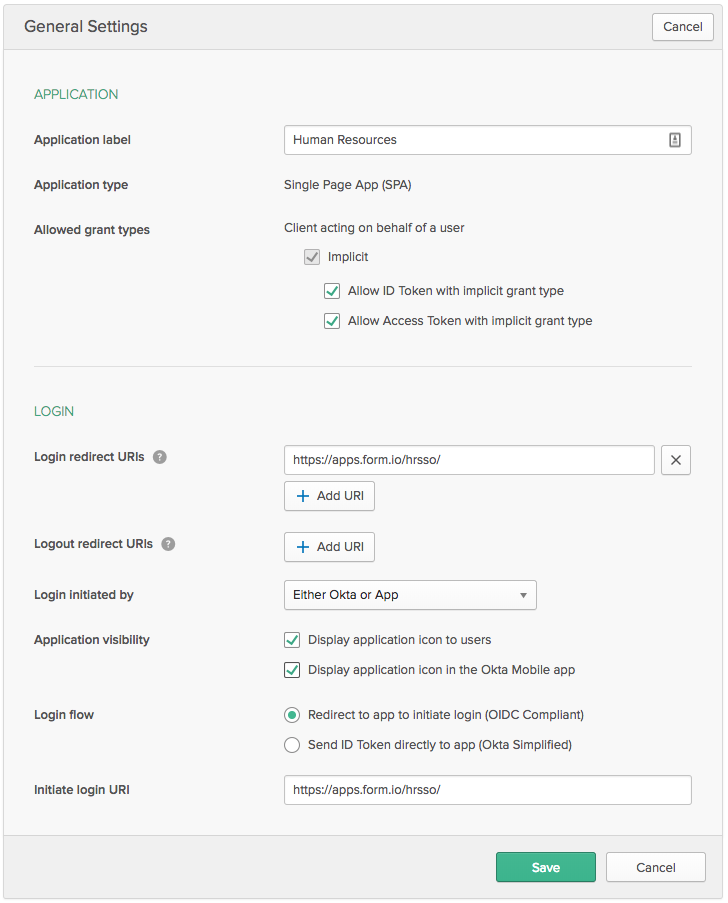 General Settings
Cancel
APPLICATION
Application label
Human Resources
Application type
Single Page App (SPA)
Allowed grant types
Client acting on behalf of a user
Implicit
Allow ID Token with implicit grant type
Allow Access Token with implicit grant type
LOGIN
Login redirect URIs ?
https://apps.form.io/hrsso/
+ Add URI
Logout redirect URIs ?
+ Add URI
Login initiated by
Either Okta or App
Application visibility
Display application icon to users
Display application icon in the Okta Mobile app
Login flow
Redirect to app to initiate login (OIDC Compliant)
Send ID Token directly to app (Okta Simplified)
Initiate login URI
https://apps.form.io/hrsso/
Save
Cancel